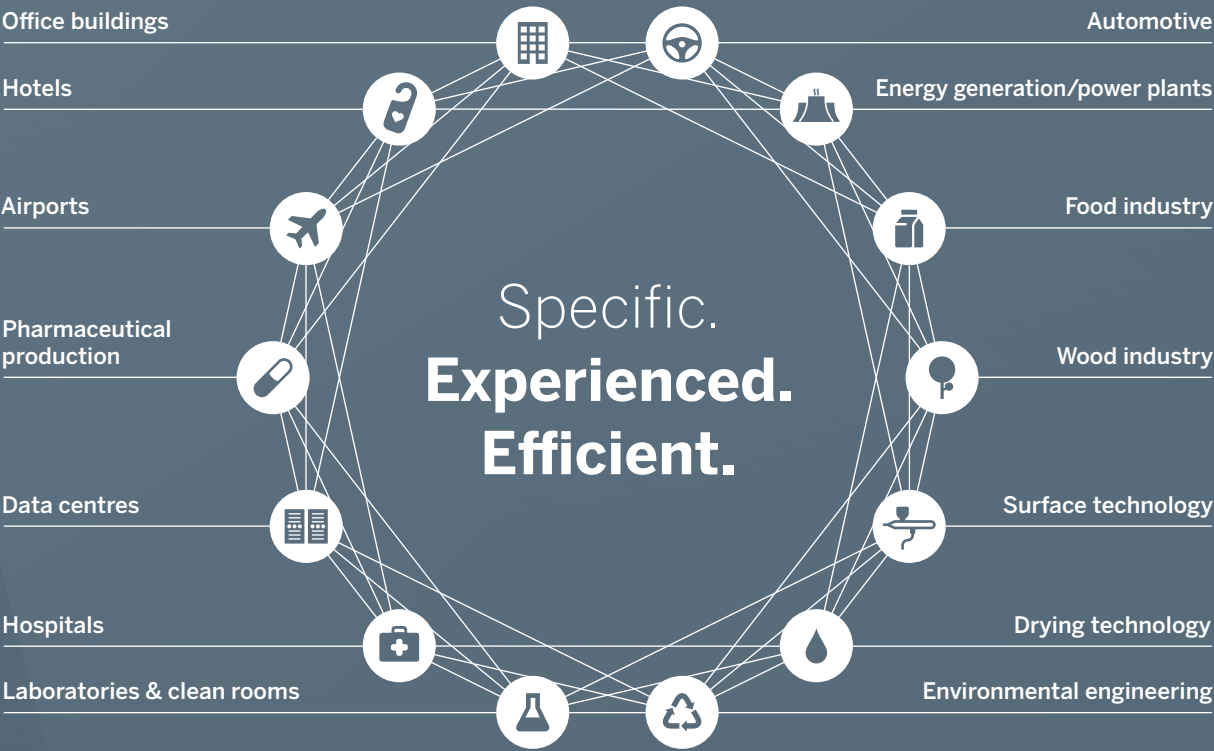 Office buildings
Hotels
Airports
Pharmaceutical
production
Data centres
Hospitals
Laboratories & clean rooms
Specific.
Experienced.
Efficient.
Automotive
Energy generation/power plants
Food industry
Wood industry
Surface technology
Drying technology
Environmental engineering